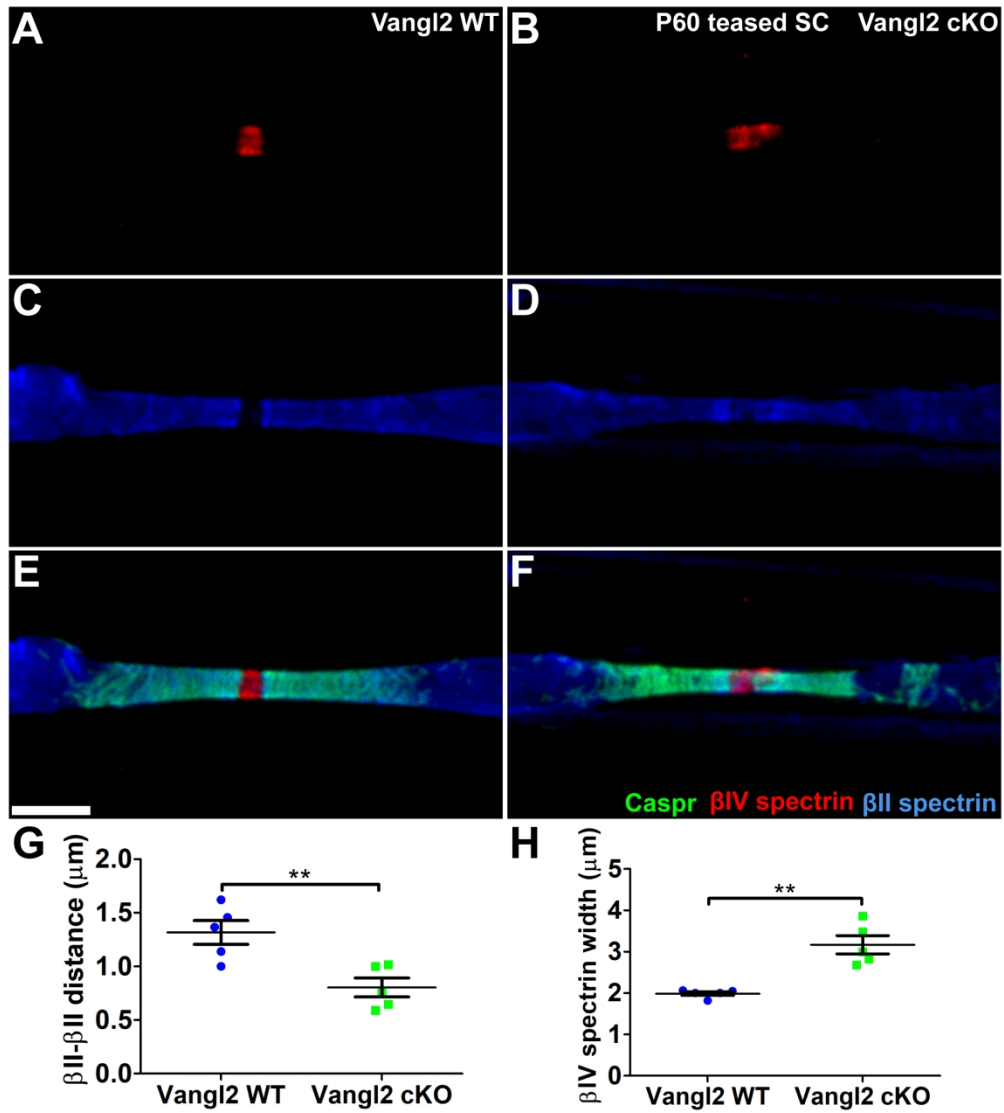 A
Vangl2 WT
B
P60 teased SC
Vangl2 cKO
C
D
E
F
Caspr βIV spectrin βII spectrin
G
βII-βII distance (μm)
2.0
1.5
1.0
0.5
0.0
**
Vangl2 WT
Vangl2 cKO
H
βIV spectrin width (μm)
5
4
3
2
1
0
**
Vangl2 WT
Vangl2 cKO